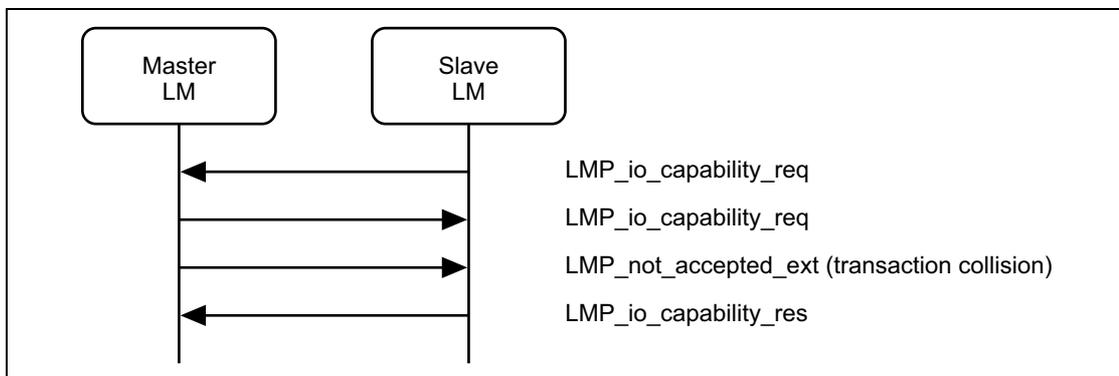 Master
LM
Slave
LM
LMP_io_capability_req
LMP_io_capability_req
LMP_not_accepted_ext (transaction collision)
LMP_io_capability_res